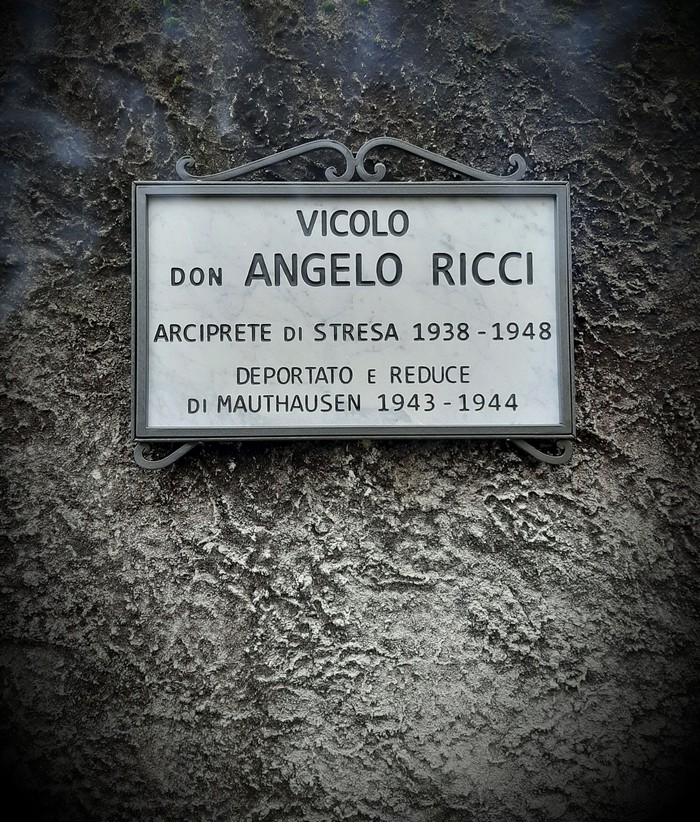 VICOLO
DON ANGELO RICCI
ARCIPRETE DI STRESA 1938-1948
DEPORTATO E REDUCE
DI MAUTHAUSEN 1943-1944